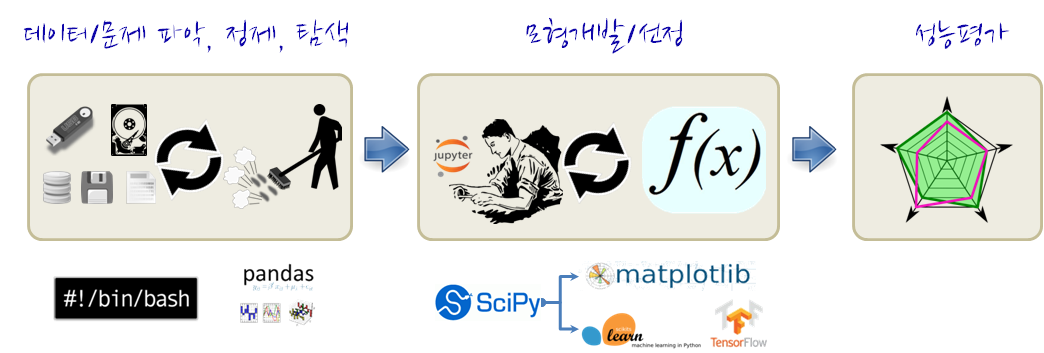 데이터/문제 파악, 정제, 탐색
모형개발/선정
성능평가
jupyter
f(x)
#!/bin/bash
pandas
SciPy
matplotlib
scikits
learn
machine learning in Python
TensorFlow